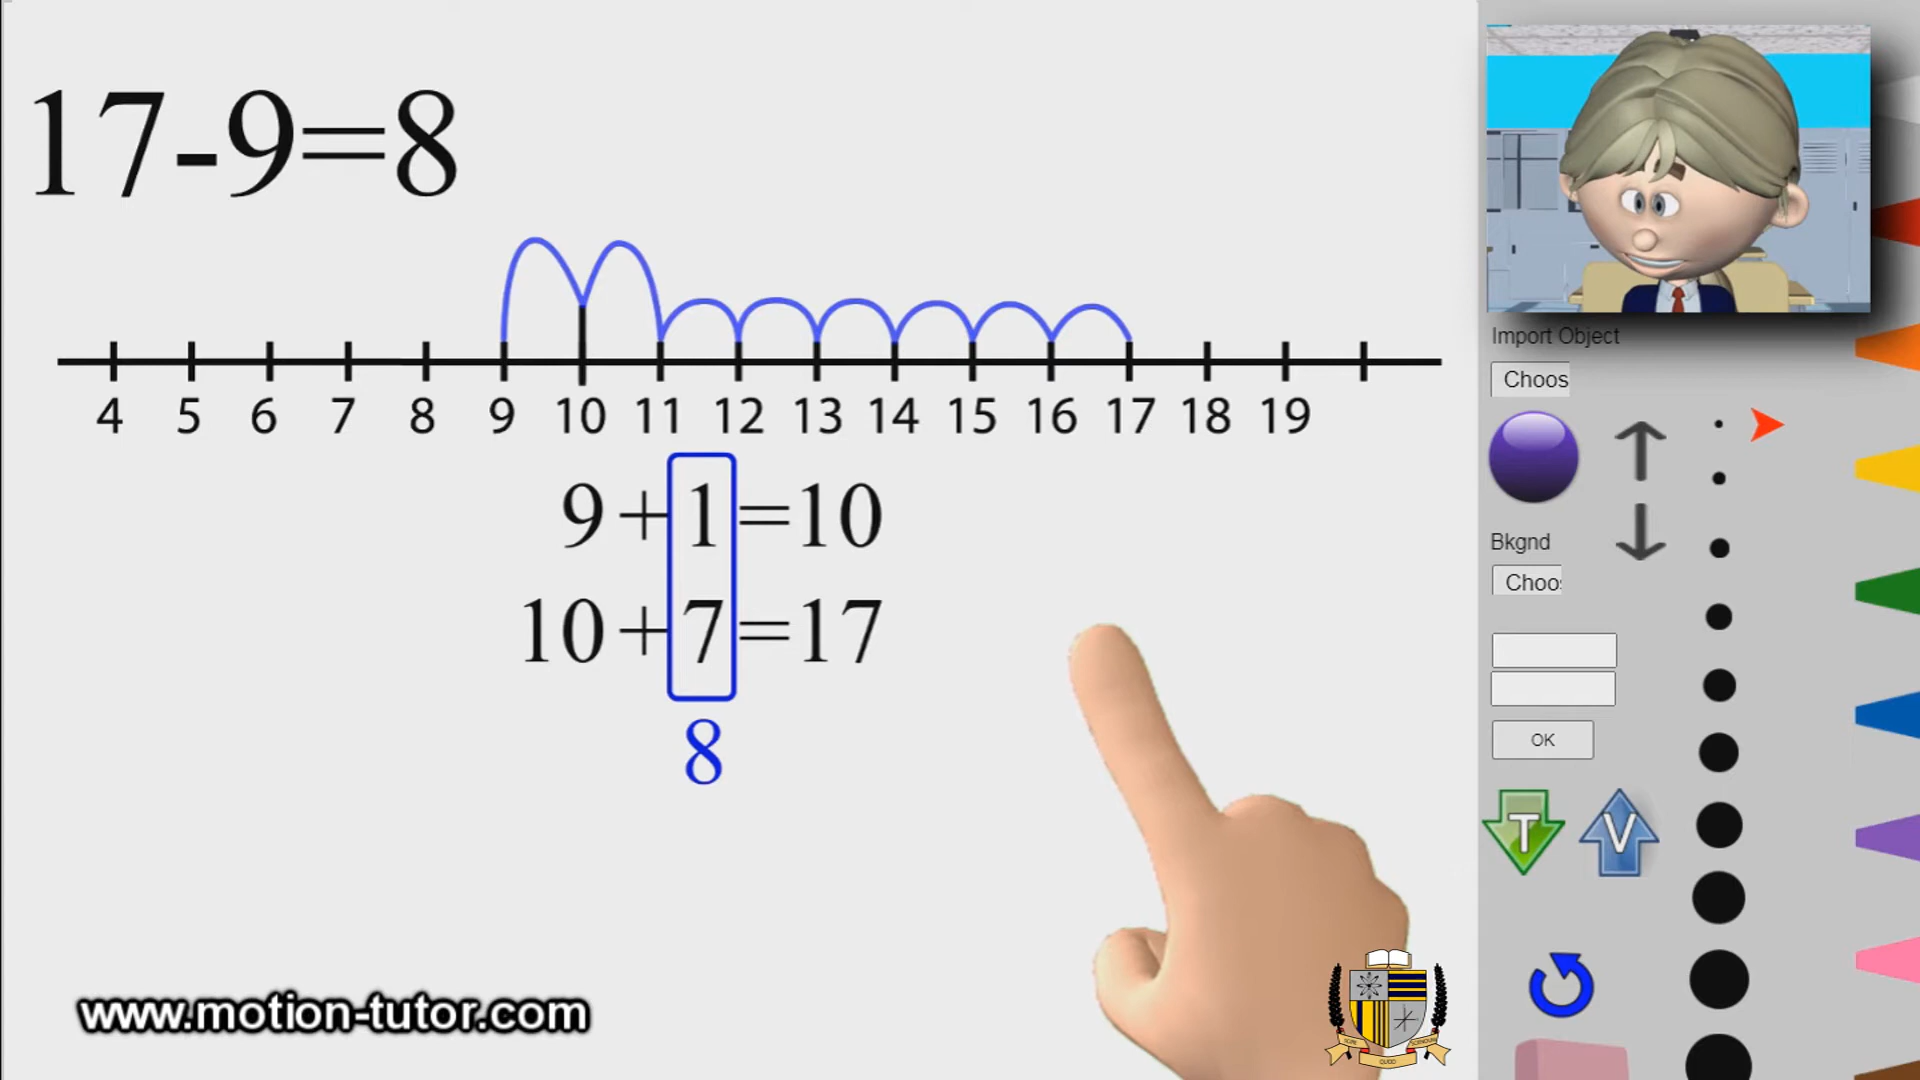 17-9=8
4 5 6 7 8 9 10 11 12 13 14 15 16 17 18 19
9+1=10
10+7=17
8
www.motion-tutor.com
Import Object
Choos
Bkgnd
Choo
OK
T V